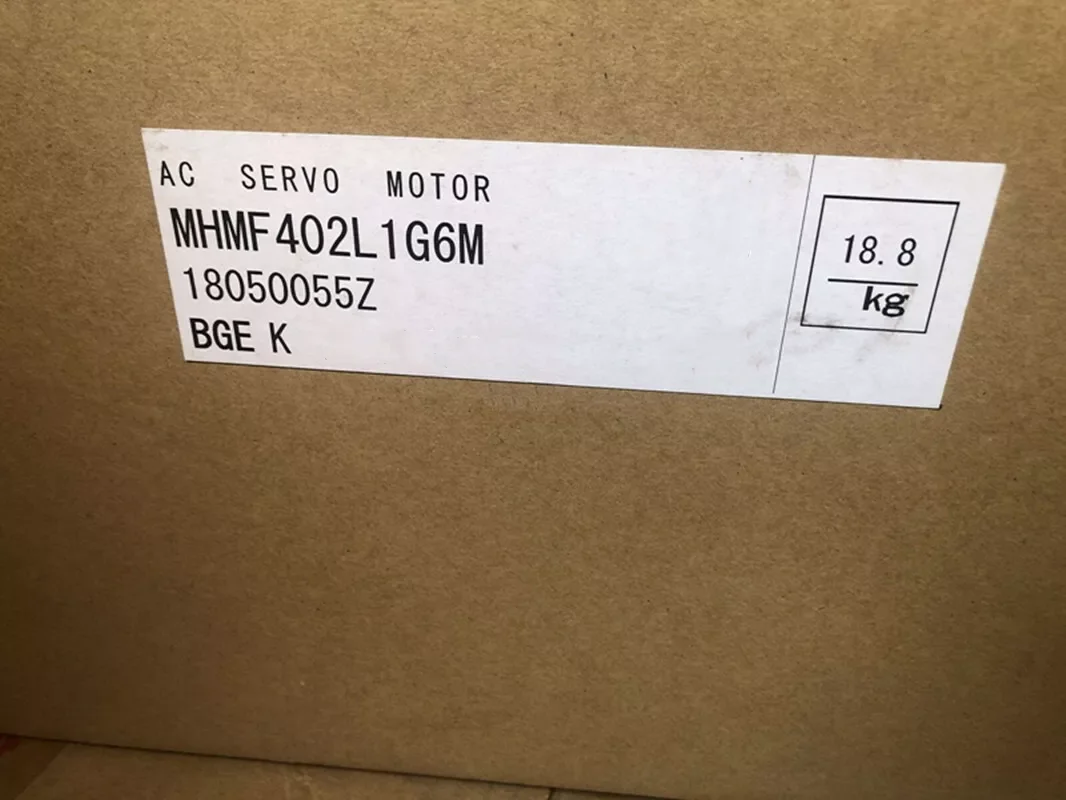 AC SERVO MOTOR
MHMF402L1G6M
18050055Z
BGE K
18.8
kg